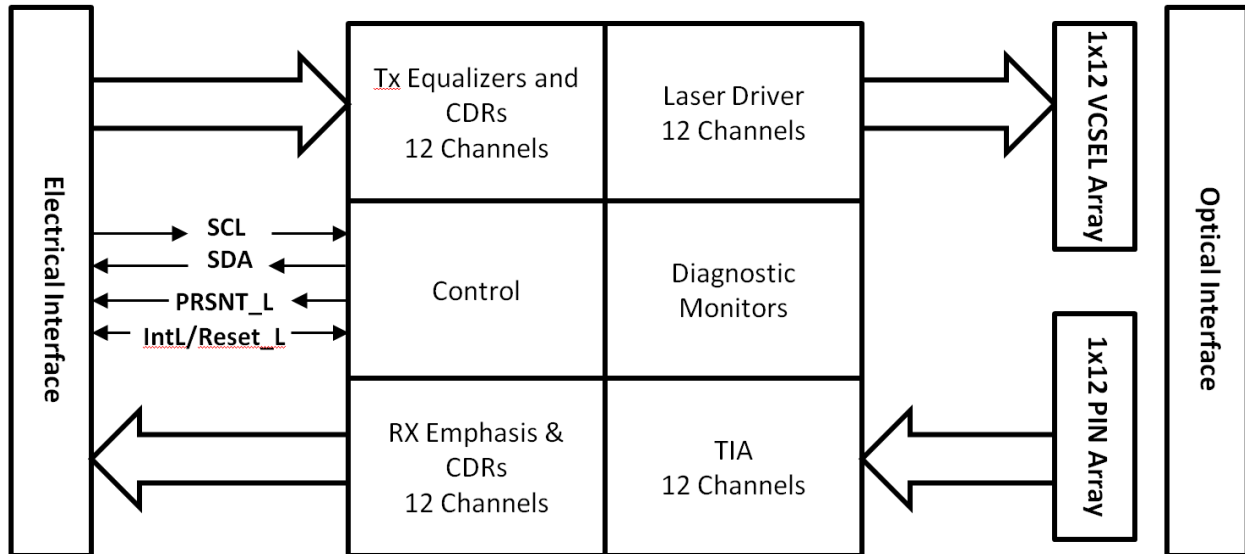 Electrical Interface
Tx Equalizers and
CDRs
12 Channels
Laser Driver
12 Channels
1x12 VCSEL Array
Optical Interface
SCL
SDA
PRSNT_L
IntL/Reset_L
Control
Diagnostic
Monitors
RX Emphasis &
CDRs
12 Channels
TIA
12 Channels
1x12 PIN Array